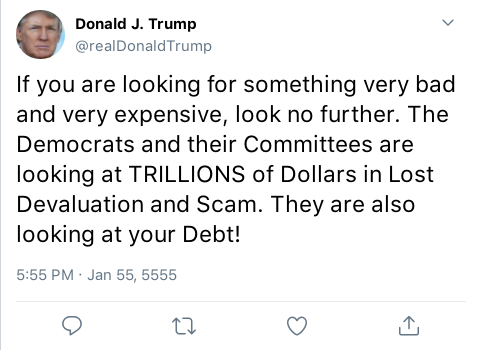 Donald J. Trump
@realDonaldTrump
If you are looking for something very bad
and very expensive, look no further. The
Democrats and their Committees are
looking at TRILLIONS of Dollars in Lost
Devaluation and Scam. They are also
looking at your Debt!
5:55 PM · Jan 55, 5555